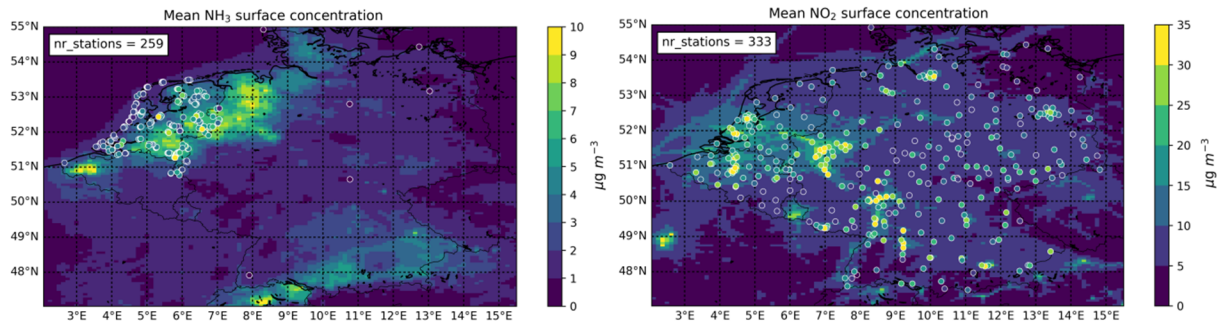 Mean NH₃ surface concentration
nr_stations = 259
55°N
54°N
53°N
52°N
51°N
50°N
49°N
48°N
3°E 4°E 5°E 6°E 7°E 8°E 9°E 10°E 11°E 12°E 13°E 14°E 15°E
10
9
8
7
6
5
4
3
2
1
0
μg m⁻³
Mean NO₂ surface concentration
nr_stations = 333
55°N
54°N
53°N
52°N
51°N
50°N
49°N
48°N
3°E 4°E 5°E 6°E 7°E 8°E 9°E 10°E 11°E 12°E 13°E 14°E 15°E
35
30
25
20
15
10
5
0
μg m⁻³